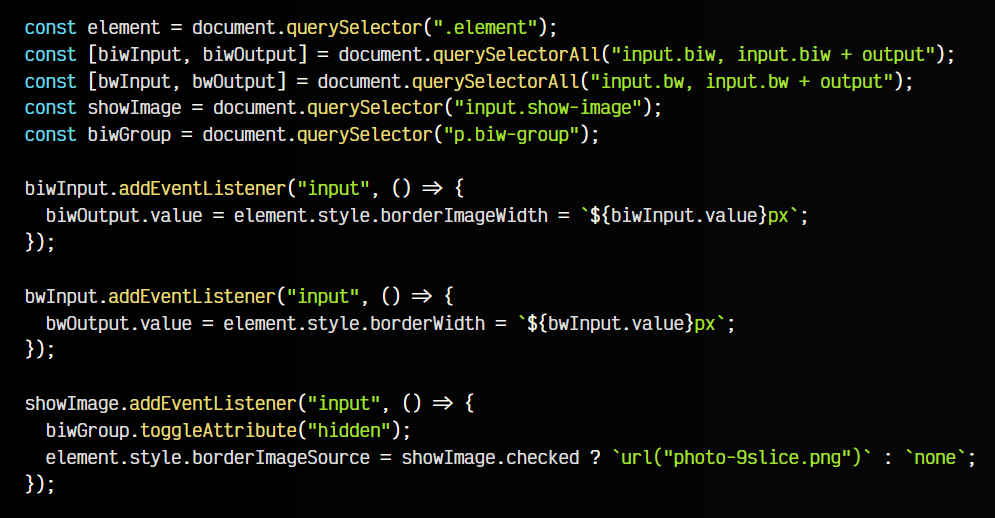 const element = document.querySelector(".element");
const [biwInput, biwOutput] = document.querySelectorAll("input.biw, input.biw + output");
const [bwInput, bwOutput] = document.querySelectorAll("input.bw, input.bw + output");
const showImage = document.querySelector("input.show-image");
const biwGroup = document.querySelector("p.biw-group");

biwInput.addEventListener("input", () => {
  biwOutput.value = element.style.borderImageWidth = `${biwInput.value}px`;
});

bwInput.addEventListener("input", () => {
  bwOutput.value = element.style.borderWidth = `${bwInput.value}px`;
});

showImage.addEventListener("input", () => {
  biwGroup.toggleAttribute("hidden");
  element.style.borderImageSource = showImage.checked ? `url("photo-9slice.png")` : `none`;
});